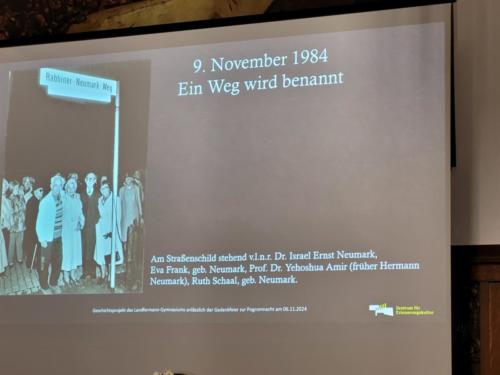 9. November 1984
Ein Weg wird benannt
Rabbiner-Neumark-Weg
Am Straßenschild stehend v.l.n.r. Dr. Israel Ernst Neumark,
Eva Frank, geb. Neumark, Prof. Dr. Yehoshua Amir (früher Hermann
Neumark), Ruth Schaal, geb. Neumark.
Geschichtsprojekt des Landfermann-Gymnasiums anlässlich der Gedenkfeier zur Pogromnacht am 06.11.2024
Zentrum für
Erinnerungskultur